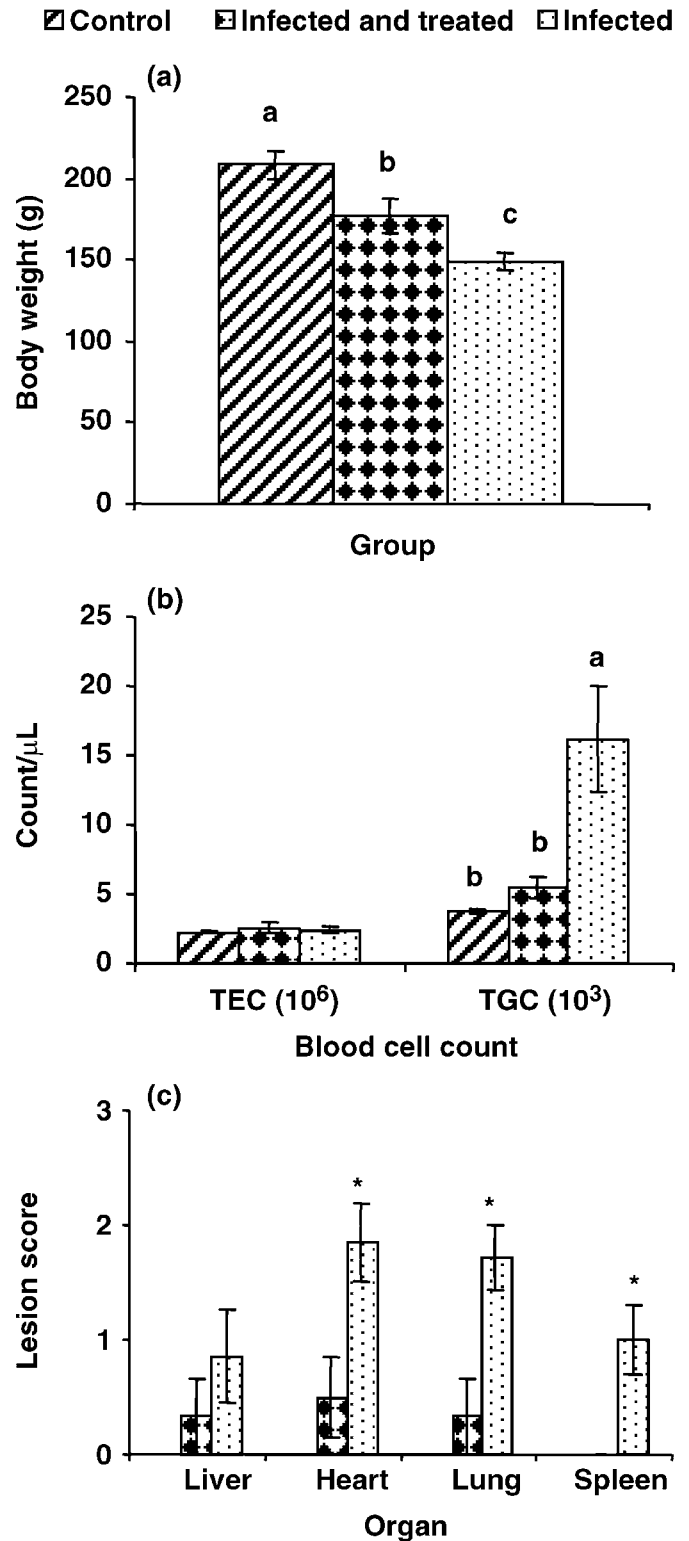 Control Infected and treated Infected
(a)
250
200
150
100
50
0
Body weight (g)
a
b
c
Group
(b)
25
20
15
10
5
0
Count/μL
b
b
a
TEC (10⁶) TGC (10³)
Blood cell count
(c)
3
2
1
0
Lesion score
* * *
Liver Heart Lung Spleen
Organ